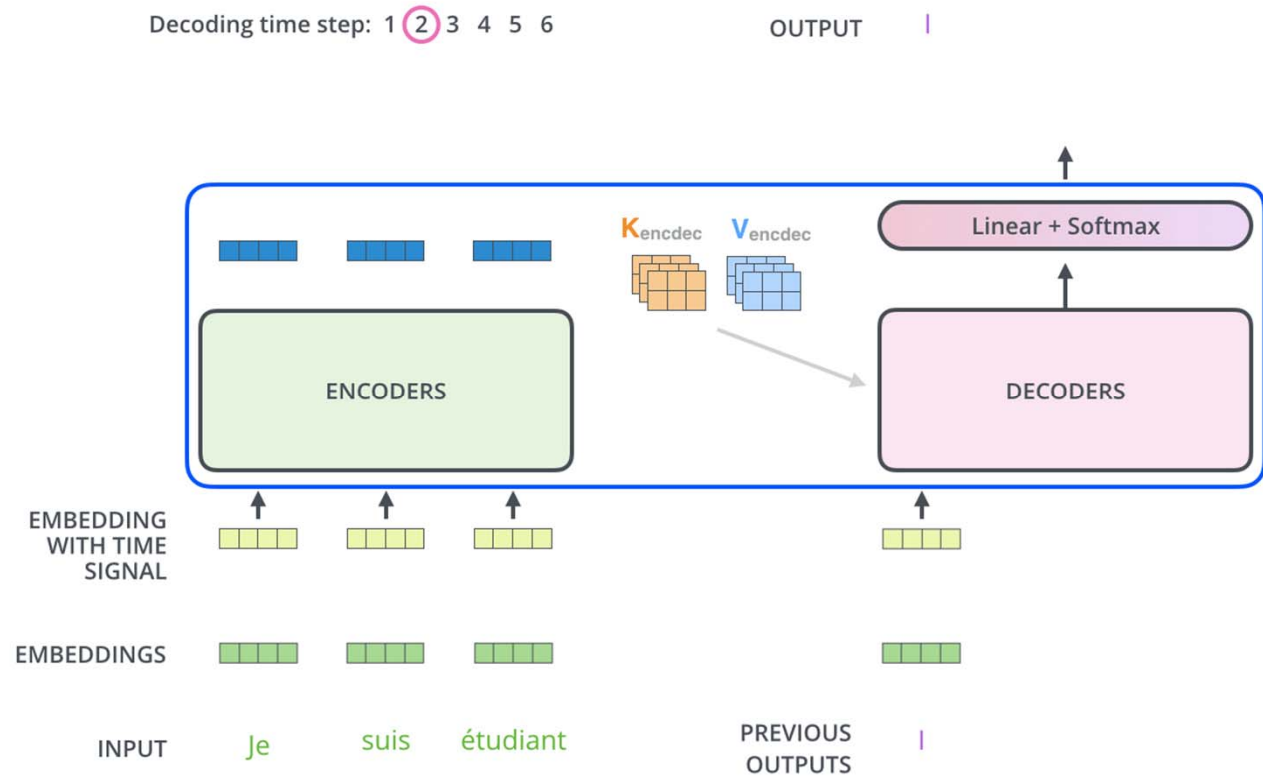 Decoding time step: 1 2 3 4 5 6
OUTPUT I
Kencdec Vencdec
Linear + Softmax
ENCODERS
DECODERS
EMBEDDING
WITH TIME
SIGNAL
EMBEDDINGS
INPUT Je suis étudiant
PREVIOUS
OUTPUTS
I